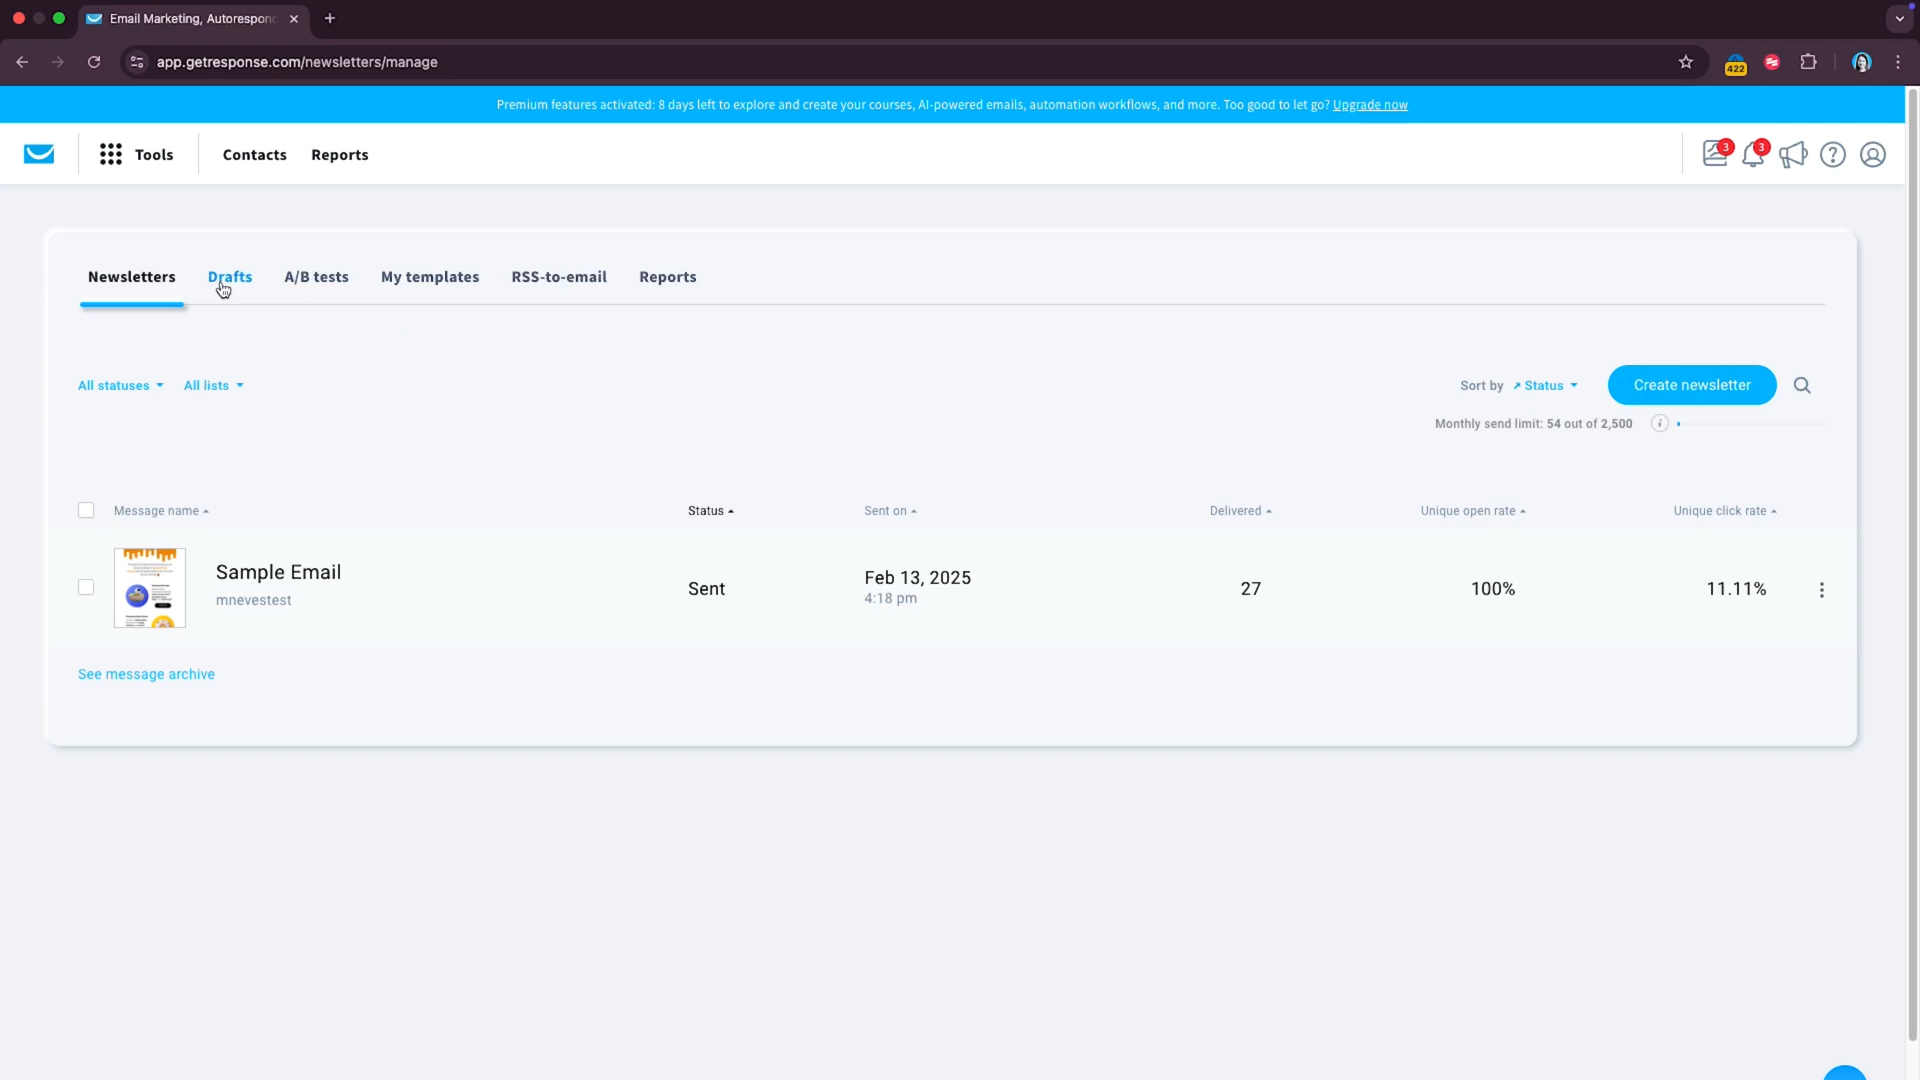 Email Marketing, Autorespon
app.getresponse.com/newsletters/manage
422
Premium features activated: 8 days left to explore and create your courses, AI-powered emails, automation workflows, and more. Too good to let go? Upgrade now
Tools Contacts Reports
3 3
Newsletters Drafts A/B tests My templates RSS-to-email Reports
All statuses All lists Sort by Status Create newsletter
Monthly send limit: 54 out of 2,500
Message name Status Sent on Delivered Unique open rate Unique click rate
Sample Email
mnevestest
Sent
Feb 13, 2025
4:18 pm
27
100%
11.11%
See message archive